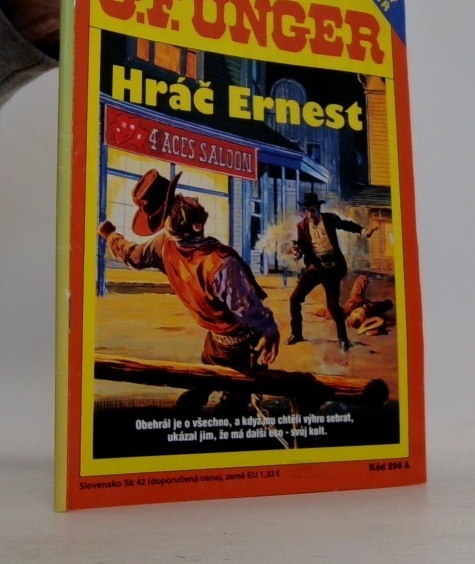 G.F. UNGER
Hráč Ernest
4 ACES SALOON
Obehrál je o všechno, a když mu chtěli výhru sebrat,
ukázal jim, že má další eso - svůj kolt.
Kód 296 A
Slovensko Sk 42 (doporučená cena), země EU 1,33 €